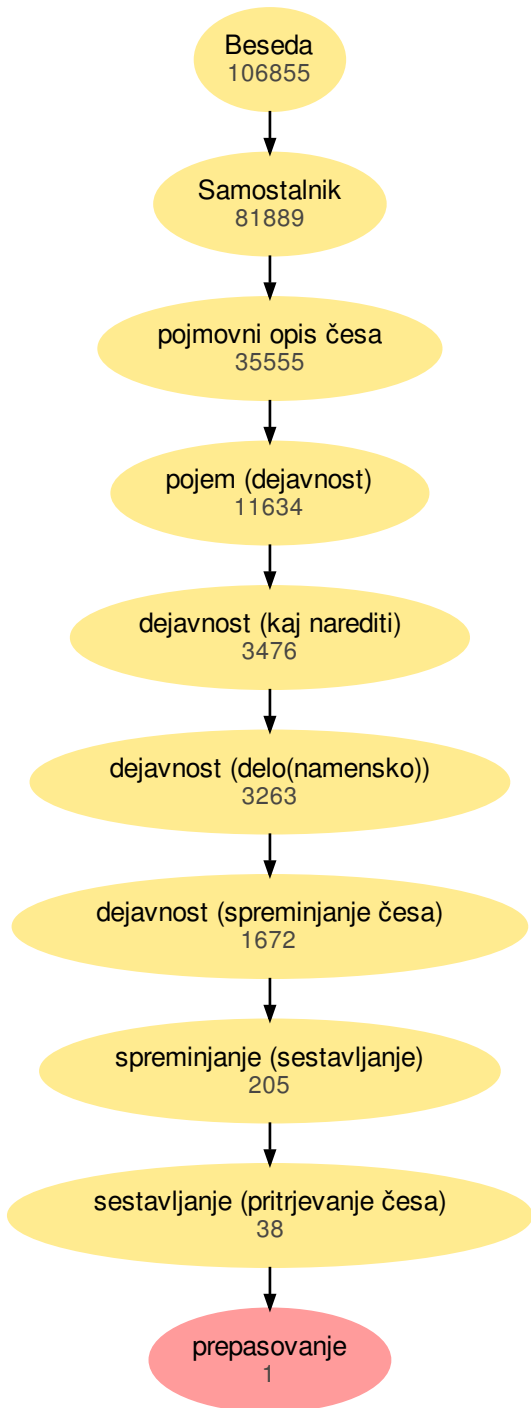 Beseda
106855
Samostalnik
81889
pojmovni opis česa
35555
pojem (dejavnost)
11634
dejavnost (kaj narediti)
3476
dejavnost (delo(namensko))
3263
dejavnost (spreminjanje česa)
1672
spreminjanje (sestavljanje)
205
sestavljanje (pritrjevanje česa)
38
prepasovanje
1